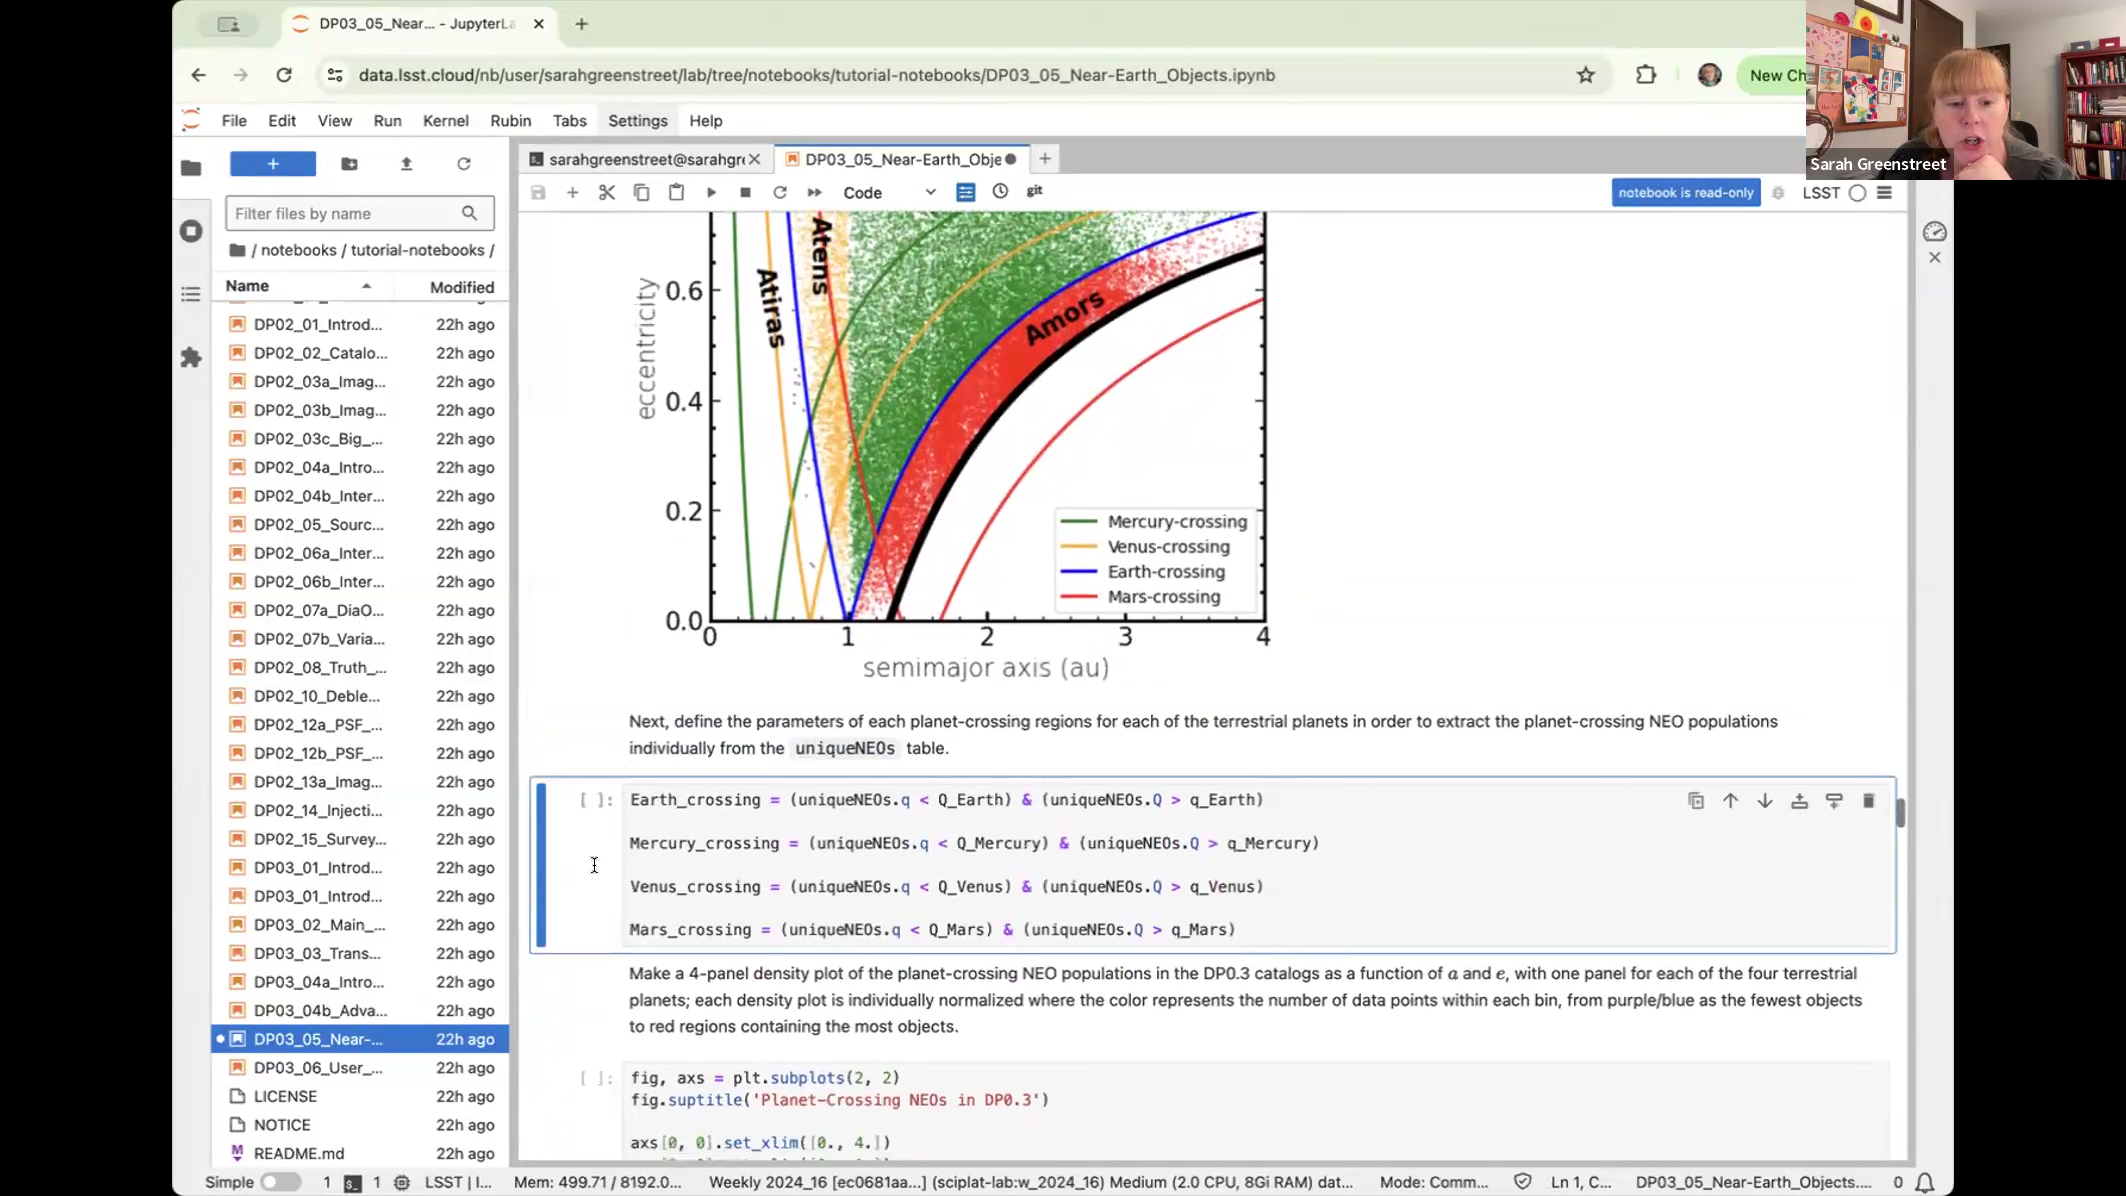 DP03_05_Near... - JupyterLa
data.lsst.cloud/nb/user/sarahgreenstreet/lab/tree/notebooks/tutorial-notebooks/DP03_05_Near-Earth_Objects.ipynb
New Ch
Sarah Greenstreet
File Edit View Run Kernel Rubin Tabs Settings Help
sarahgreenstreet@sarahgr
DP03_05_Near-Earth_Obje
Code
git
notebook is read-only
LSST
Filter files by name
/ notebooks / tutorial-notebooks /
Name Modified
DP02_01_Introd... 22h ago
DP02_02_Catalo... 22h ago
DP02_03a_Imag... 22h ago
DP02_03b_Imag... 22h ago
DP02_03c_Big_... 22h ago
DP02_04a_Intro... 22h ago
DP02_04b_Inter... 22h ago
DP02_05_Sourc... 22h ago
DP02_06a_Inter... 22h ago
DP02_06b_Inter... 22h ago
DP02_07a_DiaO... 22h ago
DP02_07b_Varia... 22h ago
DP02_08_Truth_... 22h ago
DP02_10_Deble... 22h ago
DP02_12a_PSF_... 22h ago
DP02_12b_PSF_... 22h ago
DP02_13a_Imag... 22h ago
DP02_14_Injecti... 22h ago
DP02_15_Survey... 22h ago
DP03_01_Introd... 22h ago
DP03_01_Introd... 22h ago
DP03_02_Main_... 22h ago
DP03_03_Trans... 22h ago
DP03_04a_Intro... 22h ago
DP03_04b_Adva... 22h ago
DP03_05_Near-... 22h ago
DP03_06_User_... 22h ago
LICENSE 22h ago
NOTICE 22h ago
README.md 22h ago
Atiras
Atens
Amors
eccentricity
0.6
0.4
0.2
0.0
0 1 2 3 4
semimajor axis (au)
Mercury-crossing
Venus-crossing
Earth-crossing
Mars-crossing
Next, define the parameters of each planet-crossing regions for each of the terrestrial planets in order to extract the planet-crossing NEO populations
individually from the uniqueNEOs table.
[ ]: Earth_crossing = (uniqueNEOs.q < Q_Earth) & (uniqueNEOs.Q > q_Earth)
Mercury_crossing = (uniqueNEOs.q < Q_Mercury) & (uniqueNEOs.Q > q_Mercury)
Venus_crossing = (uniqueNEOs.q < Q_Venus) & (uniqueNEOs.Q > q_Venus)
Mars_crossing = (uniqueNEOs.q < Q_Mars) & (uniqueNEOs.Q > q_Mars)
Make a 4-panel density plot of the planet-crossing NEO populations in the DP0.3 catalogs as a function of a and e, with one panel for each of the four terrestrial
planets; each density plot is individually normalized where the color represents the number of data points within each bin, from purple/blue as the fewest objects
to red regions containing the most objects.
[ ]: fig, axs = plt.subplots(2, 2)
fig.suptitle('Planet-Crossing NEOs in DP0.3')
axs[0, 0].set_xlim([0., 4.])
Simple 1 1 LSST | I... Mem: 499.71 / 8192.0... Weekly 2024_16 [ec0681aa...] (sciplat-lab:w_2024_16) Medium (2.0 CPU, 8Gi RAM) dat... Mode: Comm... Ln 1, C... DP03_05_Near-Earth_Objects.... 0